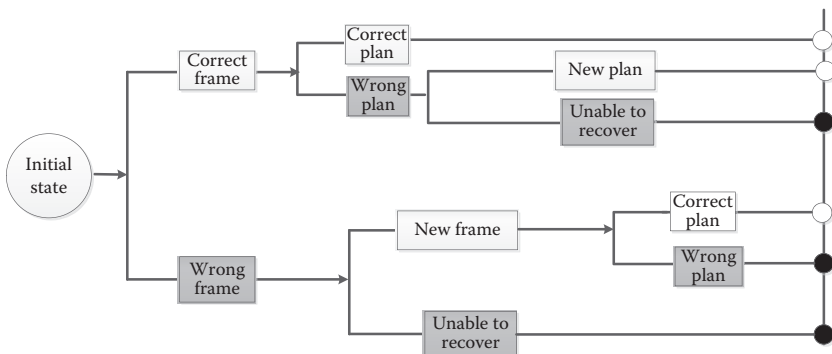 Initial
state
Correct
frame
Correct
plan
Wrong
plan
New plan
Unable to
recover
Wrong
frame
New frame
Correct
plan
Wrong
plan
Unable to
recover